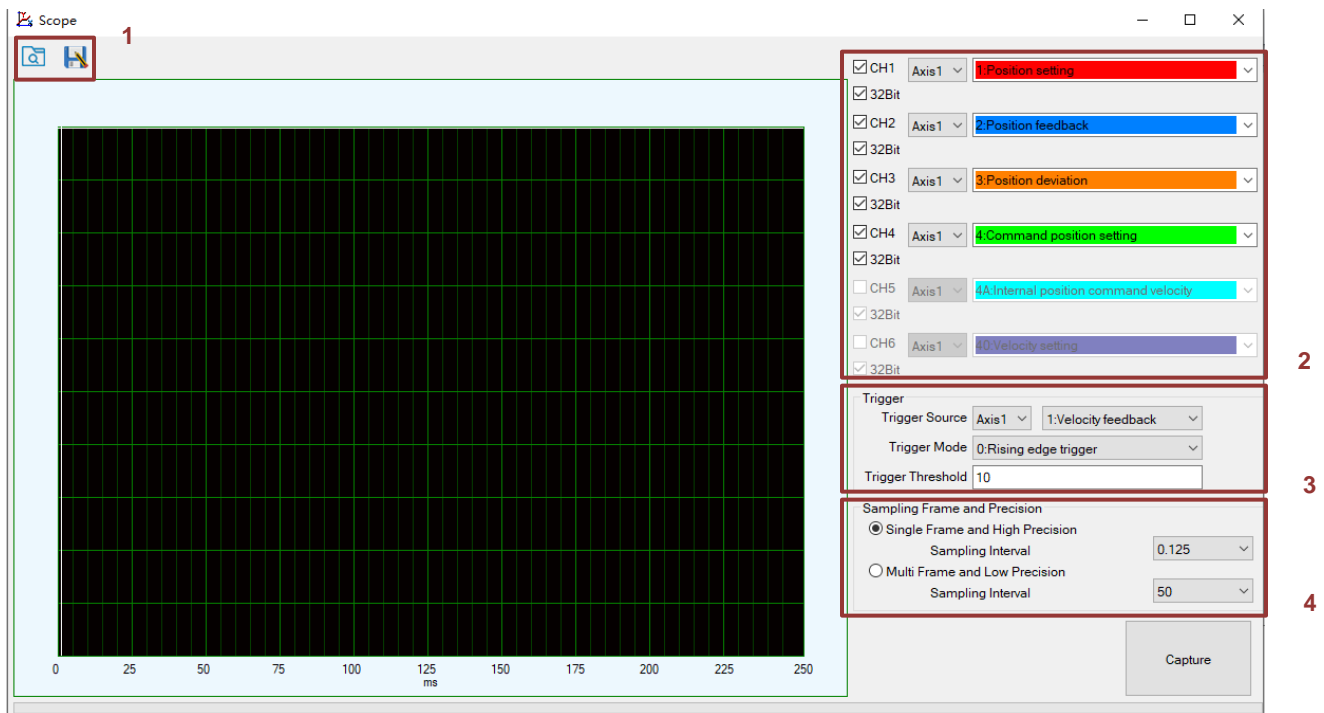 Scope
1
CH1 Axis1 1:Position setting
32Bit
CH2 Axis1 2:Position feedback
32Bit
CH3 Axis1 3:Position deviation
32Bit
CH4 Axis1 4:Command position setting
32Bit
CH5 Axis1 4A:Internal position command velocity
32Bit
CH6 Axis1 40:Velocity setting
32Bit
2
Trigger
Trigger Source Axis1 1:Velocity feedback
Trigger Mode 0:Rising edge trigger
Trigger Threshold 10
3
Sampling Frame and Precision
Single Frame and High Precision
Sampling Interval 0.125
Multi Frame and Low Precision
Sampling Interval 50
4
0 25 50 75 100 125 150 175 200 225 250
ms
Capture